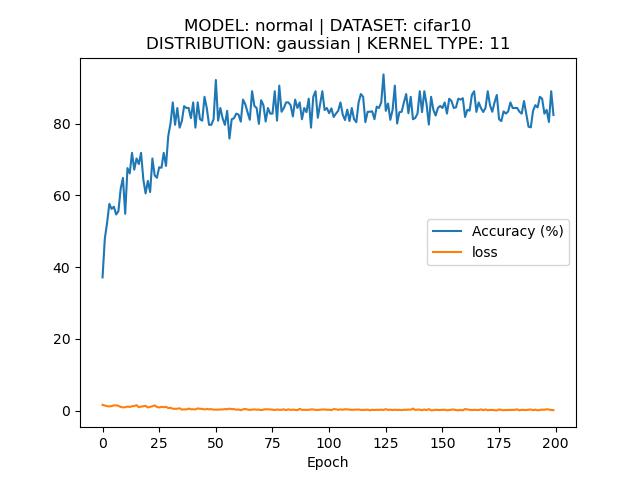 MODEL: normal | DATASET: cifar10
DISTRIBUTION: gaussian | KERNEL TYPE: 11
80
60
40
20
0
Accuracy (%)
loss
0 25 50 75 100 125 150 175 200
Epoch